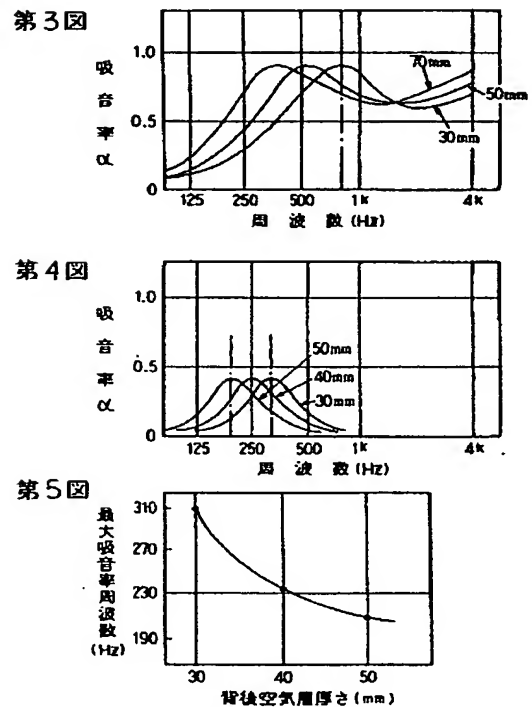 第3図
吸音率α
1.0
0.5
0
70mm
50mm
30mm
125 250 500 1k 4k
周波数(Hz)
第4図
吸音率α
1.0
0.5
0
50mm
40mm
30mm
125 250 500 1k 4k
周波数(Hz)
第5図
最大吸音率周波数(Hz)
310
270
230
190
30 40 50
背後空気層厚さ(mm)